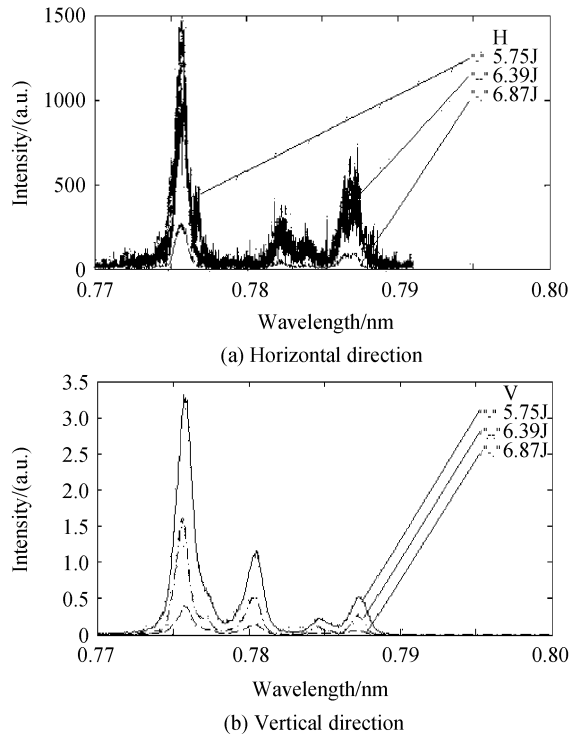 1500
1000
500
0
Intensity/(a.u.)
H
5.75J
6.39J
6.87J
0.77
0.78
0.79
0.80
Wavelength/nm
(a) Horizontal direction
3.5
3.0
2.5
2.0
1.5
1.0
0.5
0
Intensity/(a.u.)
V
5.75J
6.39J
6.87J
0.77
0.78
0.79
0.80
Wavelength/nm
(b) Vertical direction